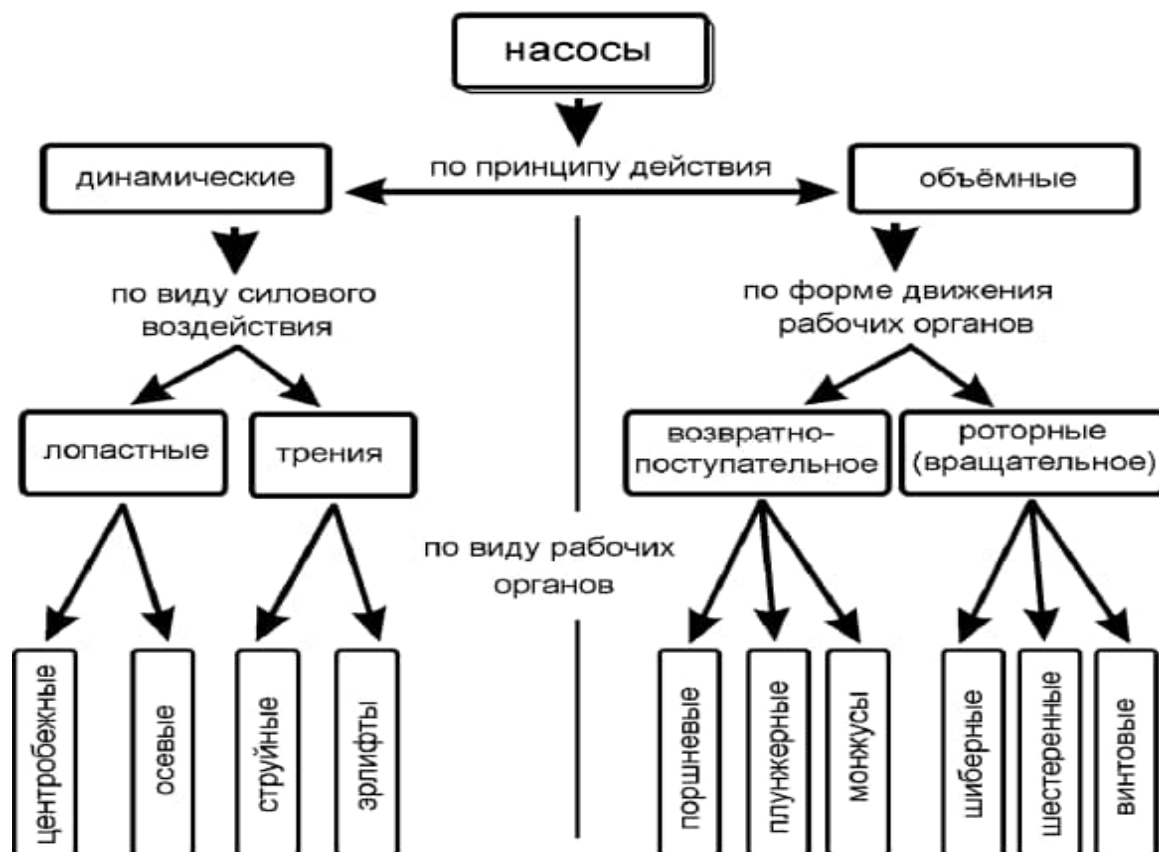 насосы
динамические
по принципу действия
объёмные
по виду силового
воздействия
по форме движения
рабочих органов
лопастные
трения
возвратно-
поступательное
роторные
(вращательное)
по виду рабочих
органов
центробежные
осевые
струйные
эрлифты
поршневые
плунжерные
монжусы
шиберные
шестеренные
винтовые